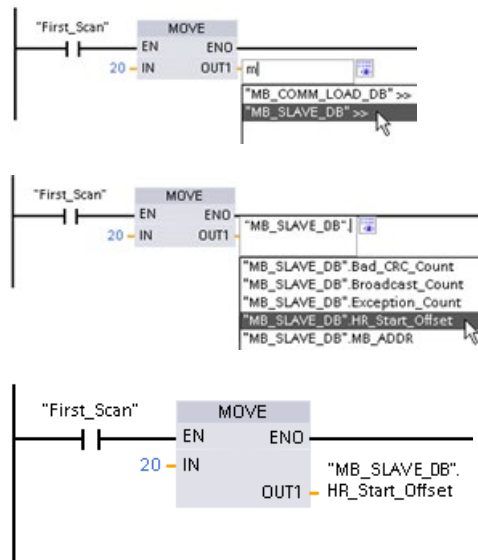 "First_Scan"
MOVE
EN ENO
20 IN OUT1 m
"MB_COMM_LOAD_DB" >>
"MB_SLAVE_DB" >>
"First_Scan"
MOVE
EN ENO
20 IN OUT1 "MB_SLAVE_DB".
"MB_SLAVE_DB".Bad_CRC_Count
"MB_SLAVE_DB".Broadcast_Count
"MB_SLAVE_DB".Exception_Count
"MB_SLAVE_DB".HR_Start_Offset
"MB_SLAVE_DB".MB_ADDR
"First_Scan"
MOVE
EN ENO
20 IN
"MB_SLAVE_DB".
OUT1 HR_Start_Offset